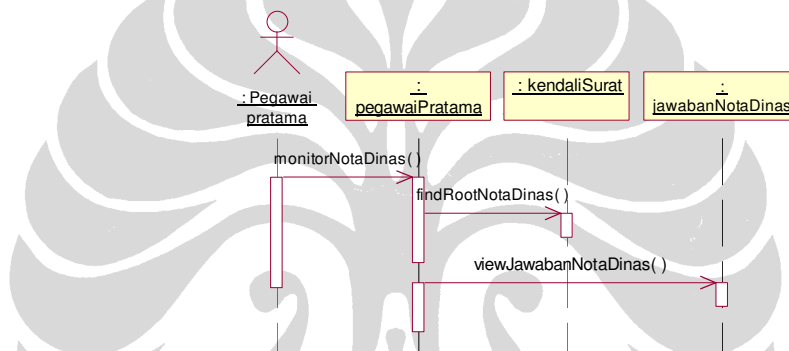 : Pegawai
pratama
:
pegawaiPratama
: kendaliSurat
:
jawabanNotaDinas
monitorNotaDinas( )
findRootNotaDinas( )
viewJawabanNotaDinas( )